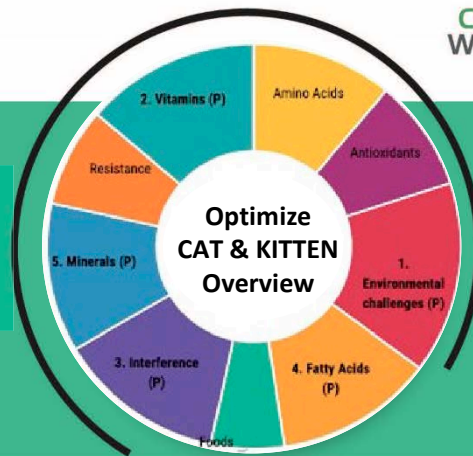 C
W
2. Vitamins (P)
Amino Acids
Antioxidants
1.
Environmental
challenges (P)
4. Fatty Acids
(P)
Foods
3. Interference
(P)
5. Minerals (P)
Resistance
Optimize
CAT & KITTEN
Overview